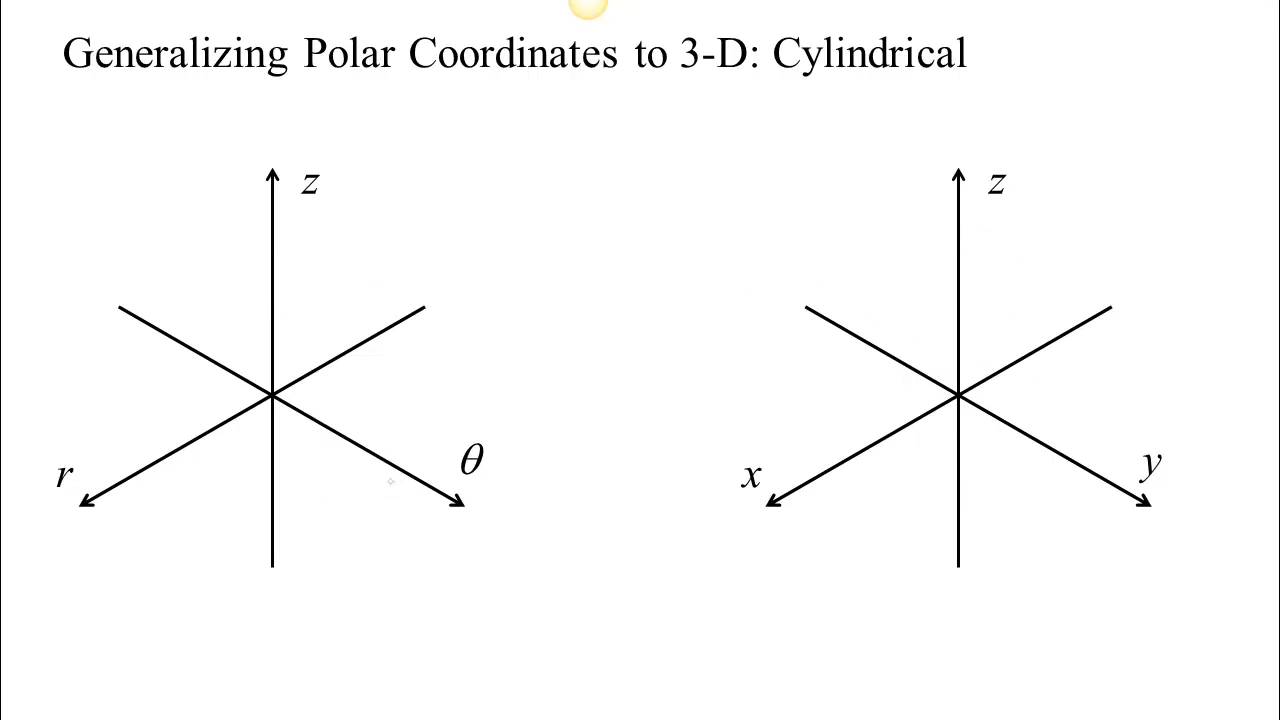 Generalizing Polar Coordinates to 3-D: Cylindrical
z
z
r
θ
x
y